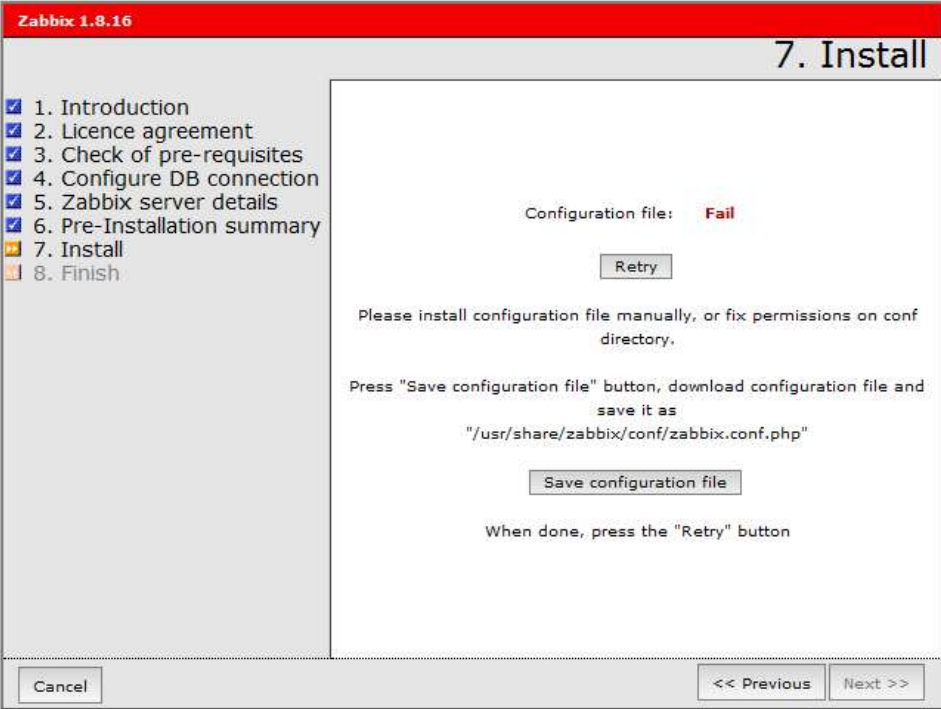 Zabbix 1.8.16
7. Install
1. Introduction
2. Licence agreement
3. Check of pre-requisites
4. Configure DB connection
5. Zabbix server details
6. Pre-Installation summary
7. Install
8. Finish
Configuration file: Fail
Retry
Please install configuration file manually, or fix permissions on conf
directory.
Press "Save configuration file" button, download configuration file and
save it as
"/usr/share/zabbix/conf/zabbix.conf.php"
Save configuration file
When done, press the "Retry" button
Cancel
<< Previous
Next >>